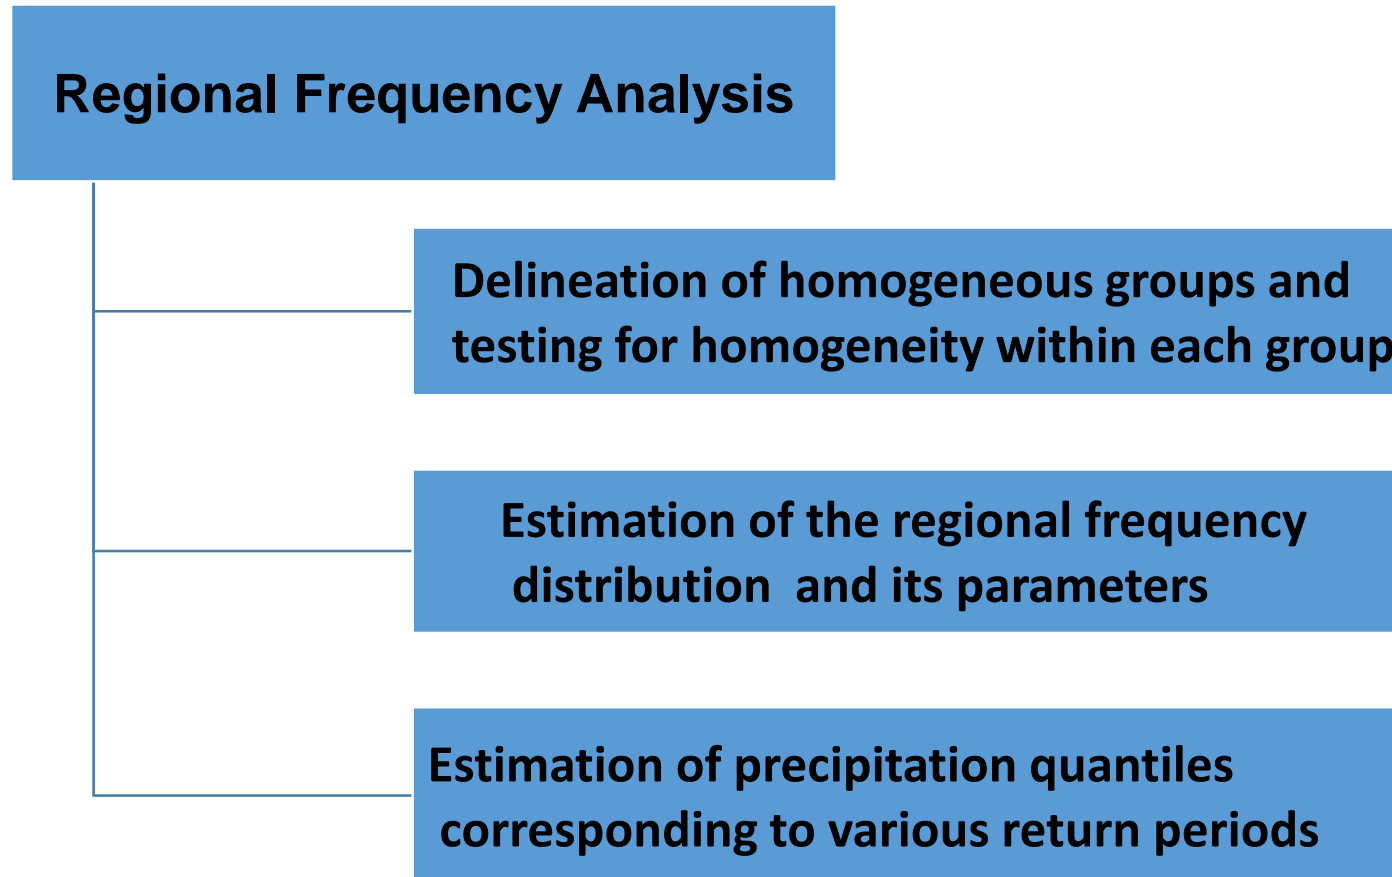 Regional Frequency Analysis
Delineation of homogeneous groups and
testing for homogeneity within each group
Estimation of the regional frequency
distribution and its parameters
Estimation of precipitation quantiles
corresponding to various return periods